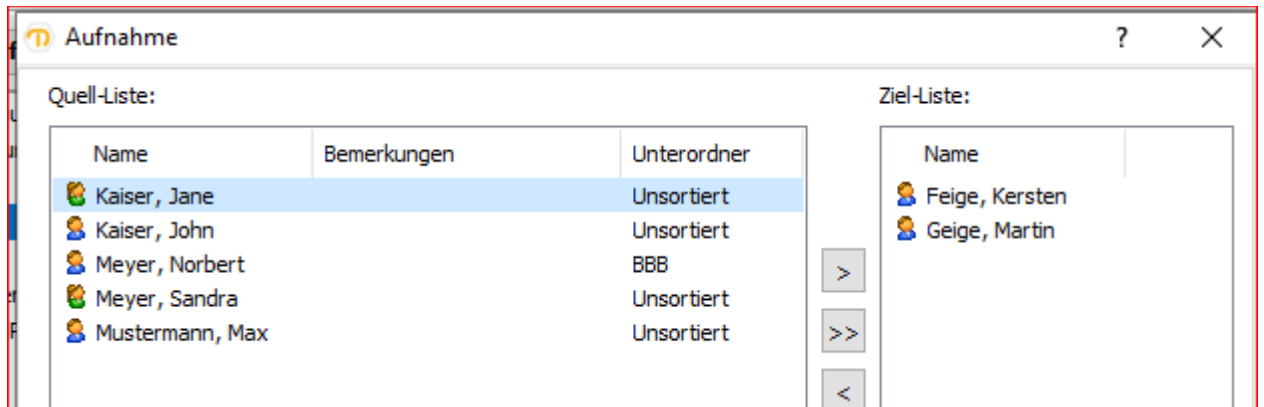 Aufnahme ? X
Quell-Liste: Ziel-Liste:
Name Bemerkungen Unterordner Name
Kaiser, Jane Unsortiert Feige, Kersten
Kaiser, John Unsortiert Geige, Martin
Meyer, Norbert BBB
>
Meyer, Sandra Unsortiert
Mustermann, Max Unsortiert >>
<